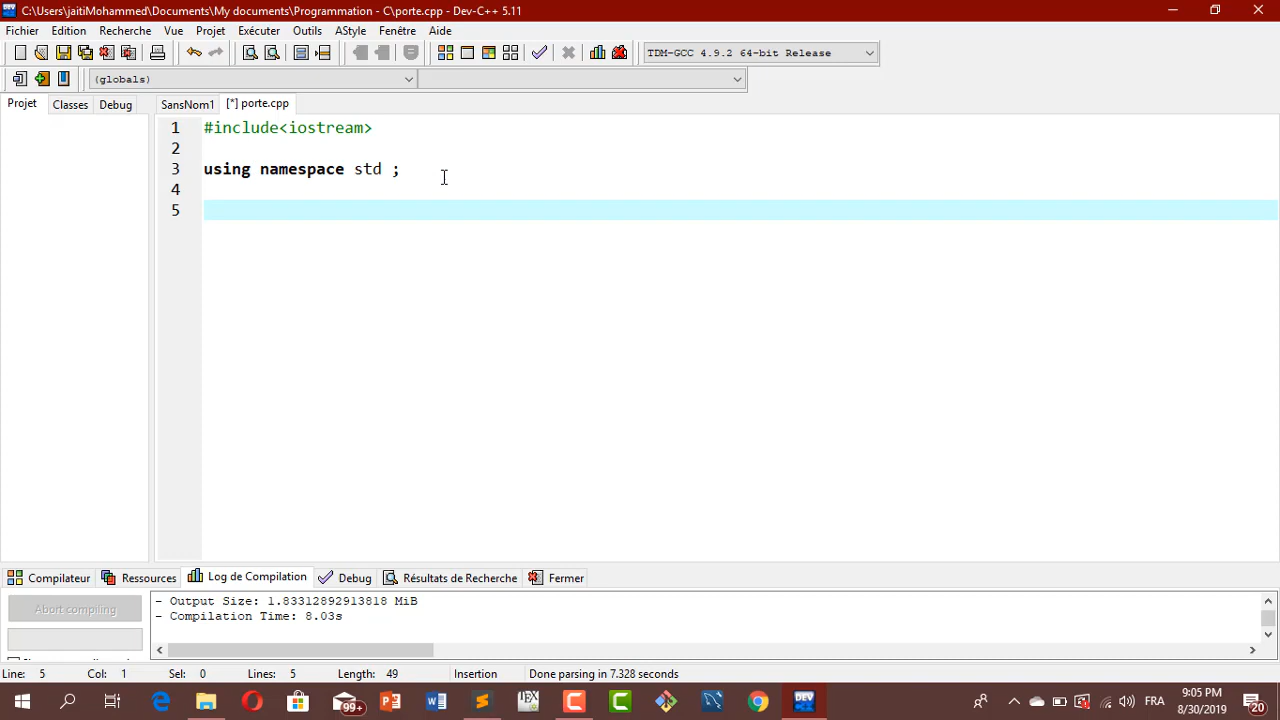 C:\Users\jaitiMohammed\Documents\My documents\Programmation - C\porte.cpp - Dev-C++ 5.11
Fichier Edition Recherche Vue Projet Exécuter Outils AStyle Fenêtre Aide
TDM-GCC 4.9.2 64-bit Release
(globals)
Projet Classes Debug SansNom1 [*] porte.cpp
1 #include<iostream>
2
3 using namespace std ;
4
5
Compilateur Ressources Log de Compilation Debug Résultats de Recherche Fermer
Abort compiling
- Output Size: 1.83312892913818 MiB
- Compilation Time: 8.03s
Line: 5 Col: 1 Sel: 0 Lines: 5 Length: 49 Insertion Done parsing in 7.328 seconds
99+
FRA
9:05 PM
8/30/2019
20